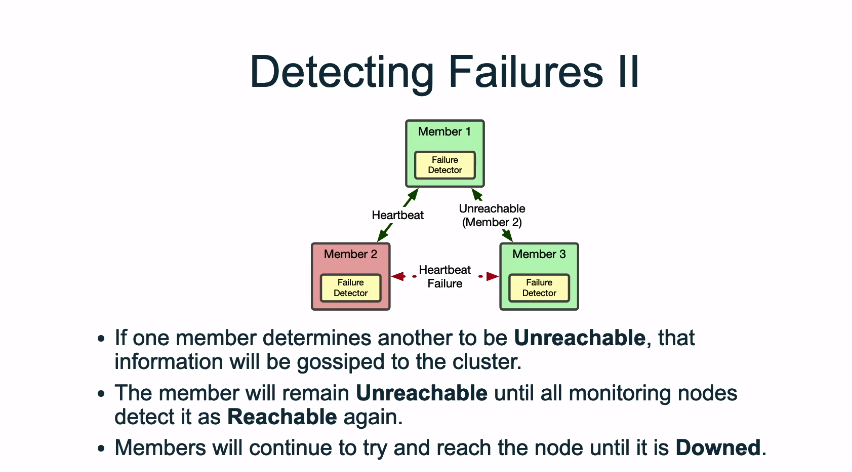 Detecting Failures II
Member 1
Failure
Detector
Heartbeat
Unreachable
(Member 2)
Member 2
Failure
Detector
Heartbeat
Failure
Member 3
Failure
Detector
• If one member determines another to be Unreachable, that
information will be gossiped to the cluster.
• The member will remain Unreachable until all monitoring nodes
detect it as Reachable again.
• Members will continue to try and reach the node until it is Downed.